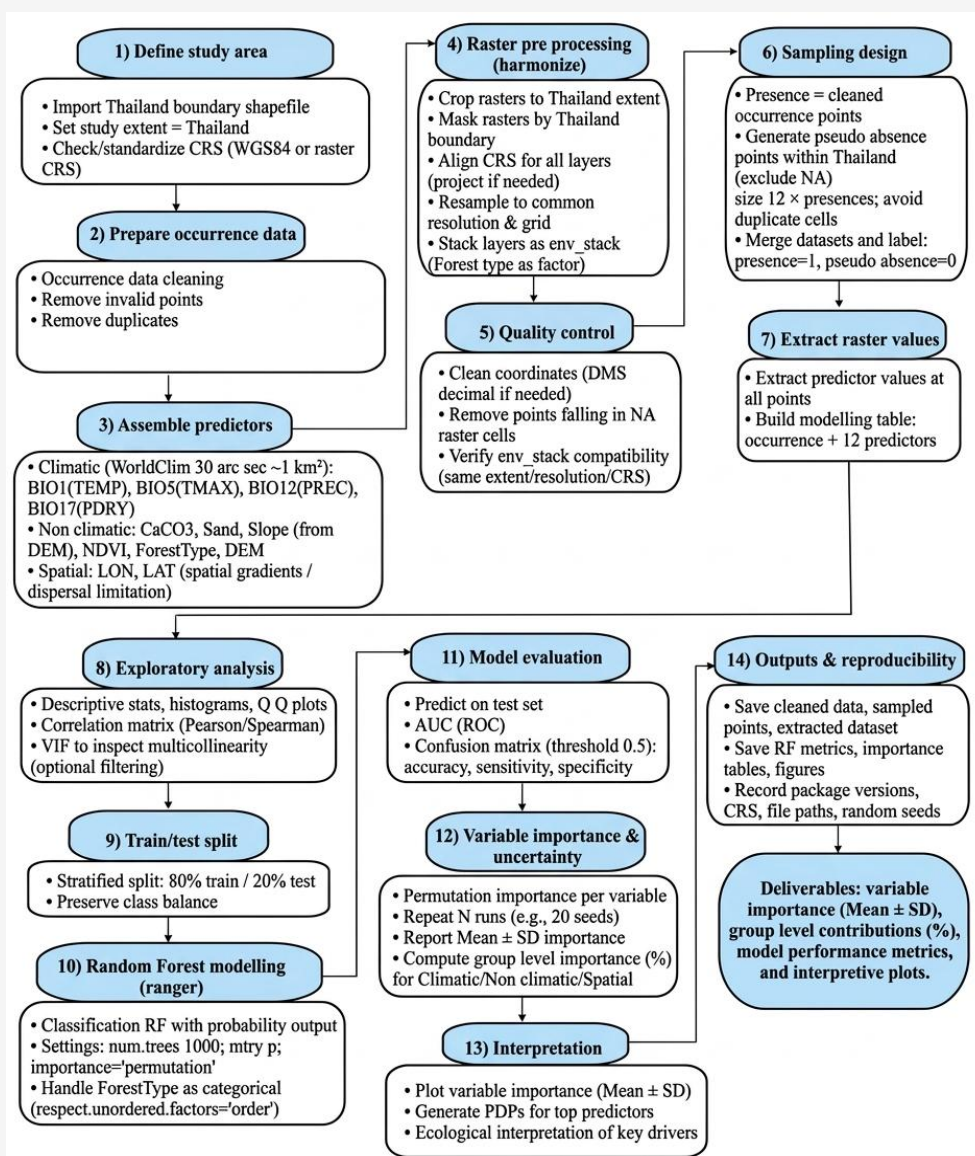 1) Define study area
• Import Thailand boundary shapefile
• Set study extent = Thailand
• Check/standardize CRS (WGS84 or raster
CRS)
2) Prepare occurrence data
• Occurrence data cleaning
• Remove invalid points
• Remove duplicates
3) Assemble predictors
• Climatic (WorldClim 30 arc sec ~1 km²):
BIO1(TEMP), BIO5(TMAX), BIO12(PREC),
BIO17(PDRY)
• Non climatic: CaCO3, Sand, Slope (from
DEM), NDVI, ForestType, DEM
• Spatial: LON, LAT (spatial gradients /
dispersal limitation)
4) Raster pre processing
(harmonize)
• Crop rasters to Thailand extent
• Mask rasters by Thailand
boundary
• Align CRS for all layers
(project if needed)
• Resample to common
resolution & grid
• Stack layers as env_stack
(Forest type as factor)
5) Quality control
• Clean coordinates (DMS
decimal if needed)
• Remove points falling in NA
raster cells
• Verify env_stack compatibility
(same extent/resolution/CRS)
6) Sampling design
• Presence = cleaned
occurrence points
• Generate pseudo absence
points within Thailand
(exclude NA)
size 12 × presences; avoid
duplicate cells
• Merge datasets and label:
presence=1, pseudo absence=0
7) Extract raster values
• Extract predictor values at
all points
• Build modelling table:
occurrence + 12 predictors
8) Exploratory analysis
• Descriptive stats, histograms, Q Q plots
• Correlation matrix (Pearson/Spearman)
• VIF to inspect multicollinearity
(optional filtering)
9) Train/test split
• Stratified split: 80% train / 20% test
• Preserve class balance
10) Random Forest modelling
(ranger)
• Classification RF with probability output
• Settings: num.trees 1000; mtry p;
importance='permutation'
• Handle ForestType as categorical
(respect.unordered.factors='order')
11) Model evaluation
• Predict on test set
• AUC (ROC)
• Confusion matrix (threshold 0.5):
accuracy, sensitivity, specificity
12) Variable importance &
uncertainty
• Permutation importance per variable
• Repeat N runs (e.g., 20 seeds)
• Report Mean ± SD importance
• Compute group level importance (%)
for Climatic/Non climatic/Spatial
13) Interpretation
• Plot variable importance (Mean ± SD)
• Generate PDPs for top predictors
• Ecological interpretation of key drivers
14) Outputs & reproducibility
• Save cleaned data, sampled
points, extracted dataset
• Save RF metrics, importance
tables, figures
• Record package versions,
CRS, file paths, random seeds
Deliverables: variable
importance (Mean ± SD),
group level contributions (%),
model performance metrics,
and interpretive plots.